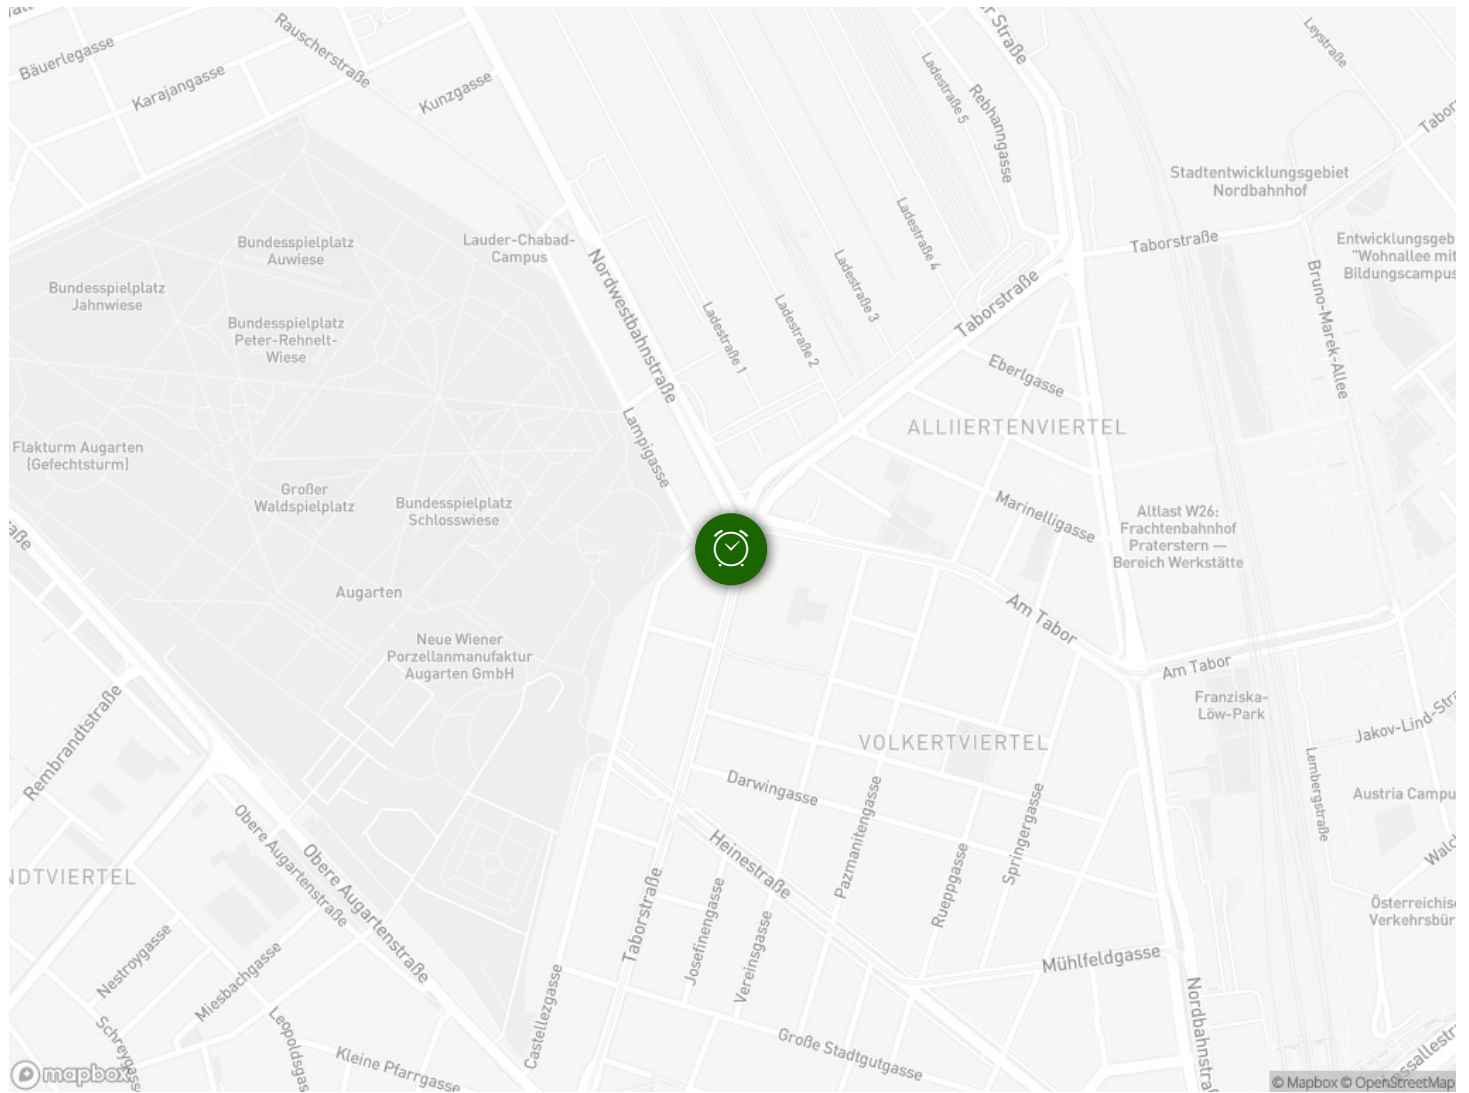 Bäuerlegasse
Karajangasse
Rauscherstraße
Kunzgasse
Ladestraße 5
Rebhanngasse
Leystraße
Stadtentwicklungsgebiet
Nordbahnhof
Taborstraße
Bundesspielplatz
Auwiese
Lauder-Chabad-
Campus
Nordwestbahnstraße
Ladestraße 4
Ladestraße 3
Ladestraße 2
Ladestraße 1
Taborstraße
Bruno-Marek-Allee
Entwicklungsgeb
"Wohnallee mit
Bildungscampus
Bundesspielplatz
Jahnwiese
Bundesspielplatz
Peter-Rehnelt-
Wiese
Eberlgasse
Lampigasse
ALLIIERTENVIERTEL
Flakturm Augarten
(Gefechtsturm)
Großer
Waldspielplatz
Bundesspielplatz
Schlosswiese
Marinelligasse
Altlast W26:
Frachtenbahnhof
Praterstern —
Bereich Werkstätte
Augarten
Am Tabor
Neue Wiener
Porzellanmanufaktur
Augarten GmbH
Am Tabor
Franziska-
Löw-Park
Rembrandtstraße
VOLKERTVIERTEL
Jakov-Lind-Stra
Darwingasse
Lembergstraße
Austria Campu
Obere Augartenstraße
Obere Augartenstraße
Heinestraße
Pazmanitengasse
Springergasse
Rueppgasse
NDTVIERTEL
Taborstraße
Josefinengasse
Vereinsgasse
Österreichisc
Verkehrsbür
Nestroygasse
Miesbachgasse
Mühlfeldgasse
Castellezgasse
Nordbahnstraß
Schreygasse
Leopoldsgas
Kleine Pfarrgasse
Große Stadtgutgasse
mapbox
© Mapbox © OpenStreetMap